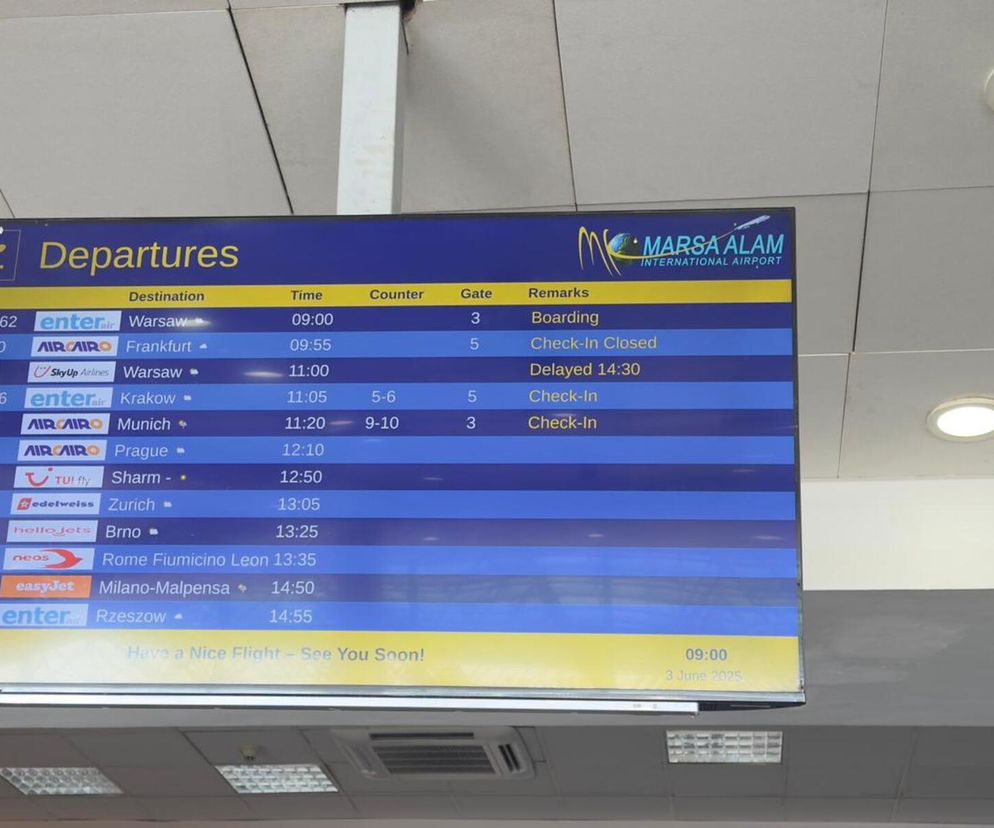 Departures MARSA ALAM
INTERNATIONAL AIRPORT
Destination Time Counter Gate Remarks
62 enter air Warsaw 09:00 3 Boarding
0 AIRCAIRO Frankfurt 09:55 5 Check-In Closed
SkyUp Airlines Warsaw 11:00 Delayed 14:30
6 enter air Krakow 11:05 5-6 5 Check-In
AIRCAIRO Munich 11:20 9-10 3 Check-In
AIRCAIRO Prague 12:10
TUI fly Sharm - 12:50
edelweiss Zurich 13:05
hello jets Brno 13:25
neos Rome Fiumicino Leon 13:35
easyJet Milano-Malpensa 14:50
enter air Rzeszow 14:55
Have a Nice Flight – See You Soon! 09:00
3 June 2025